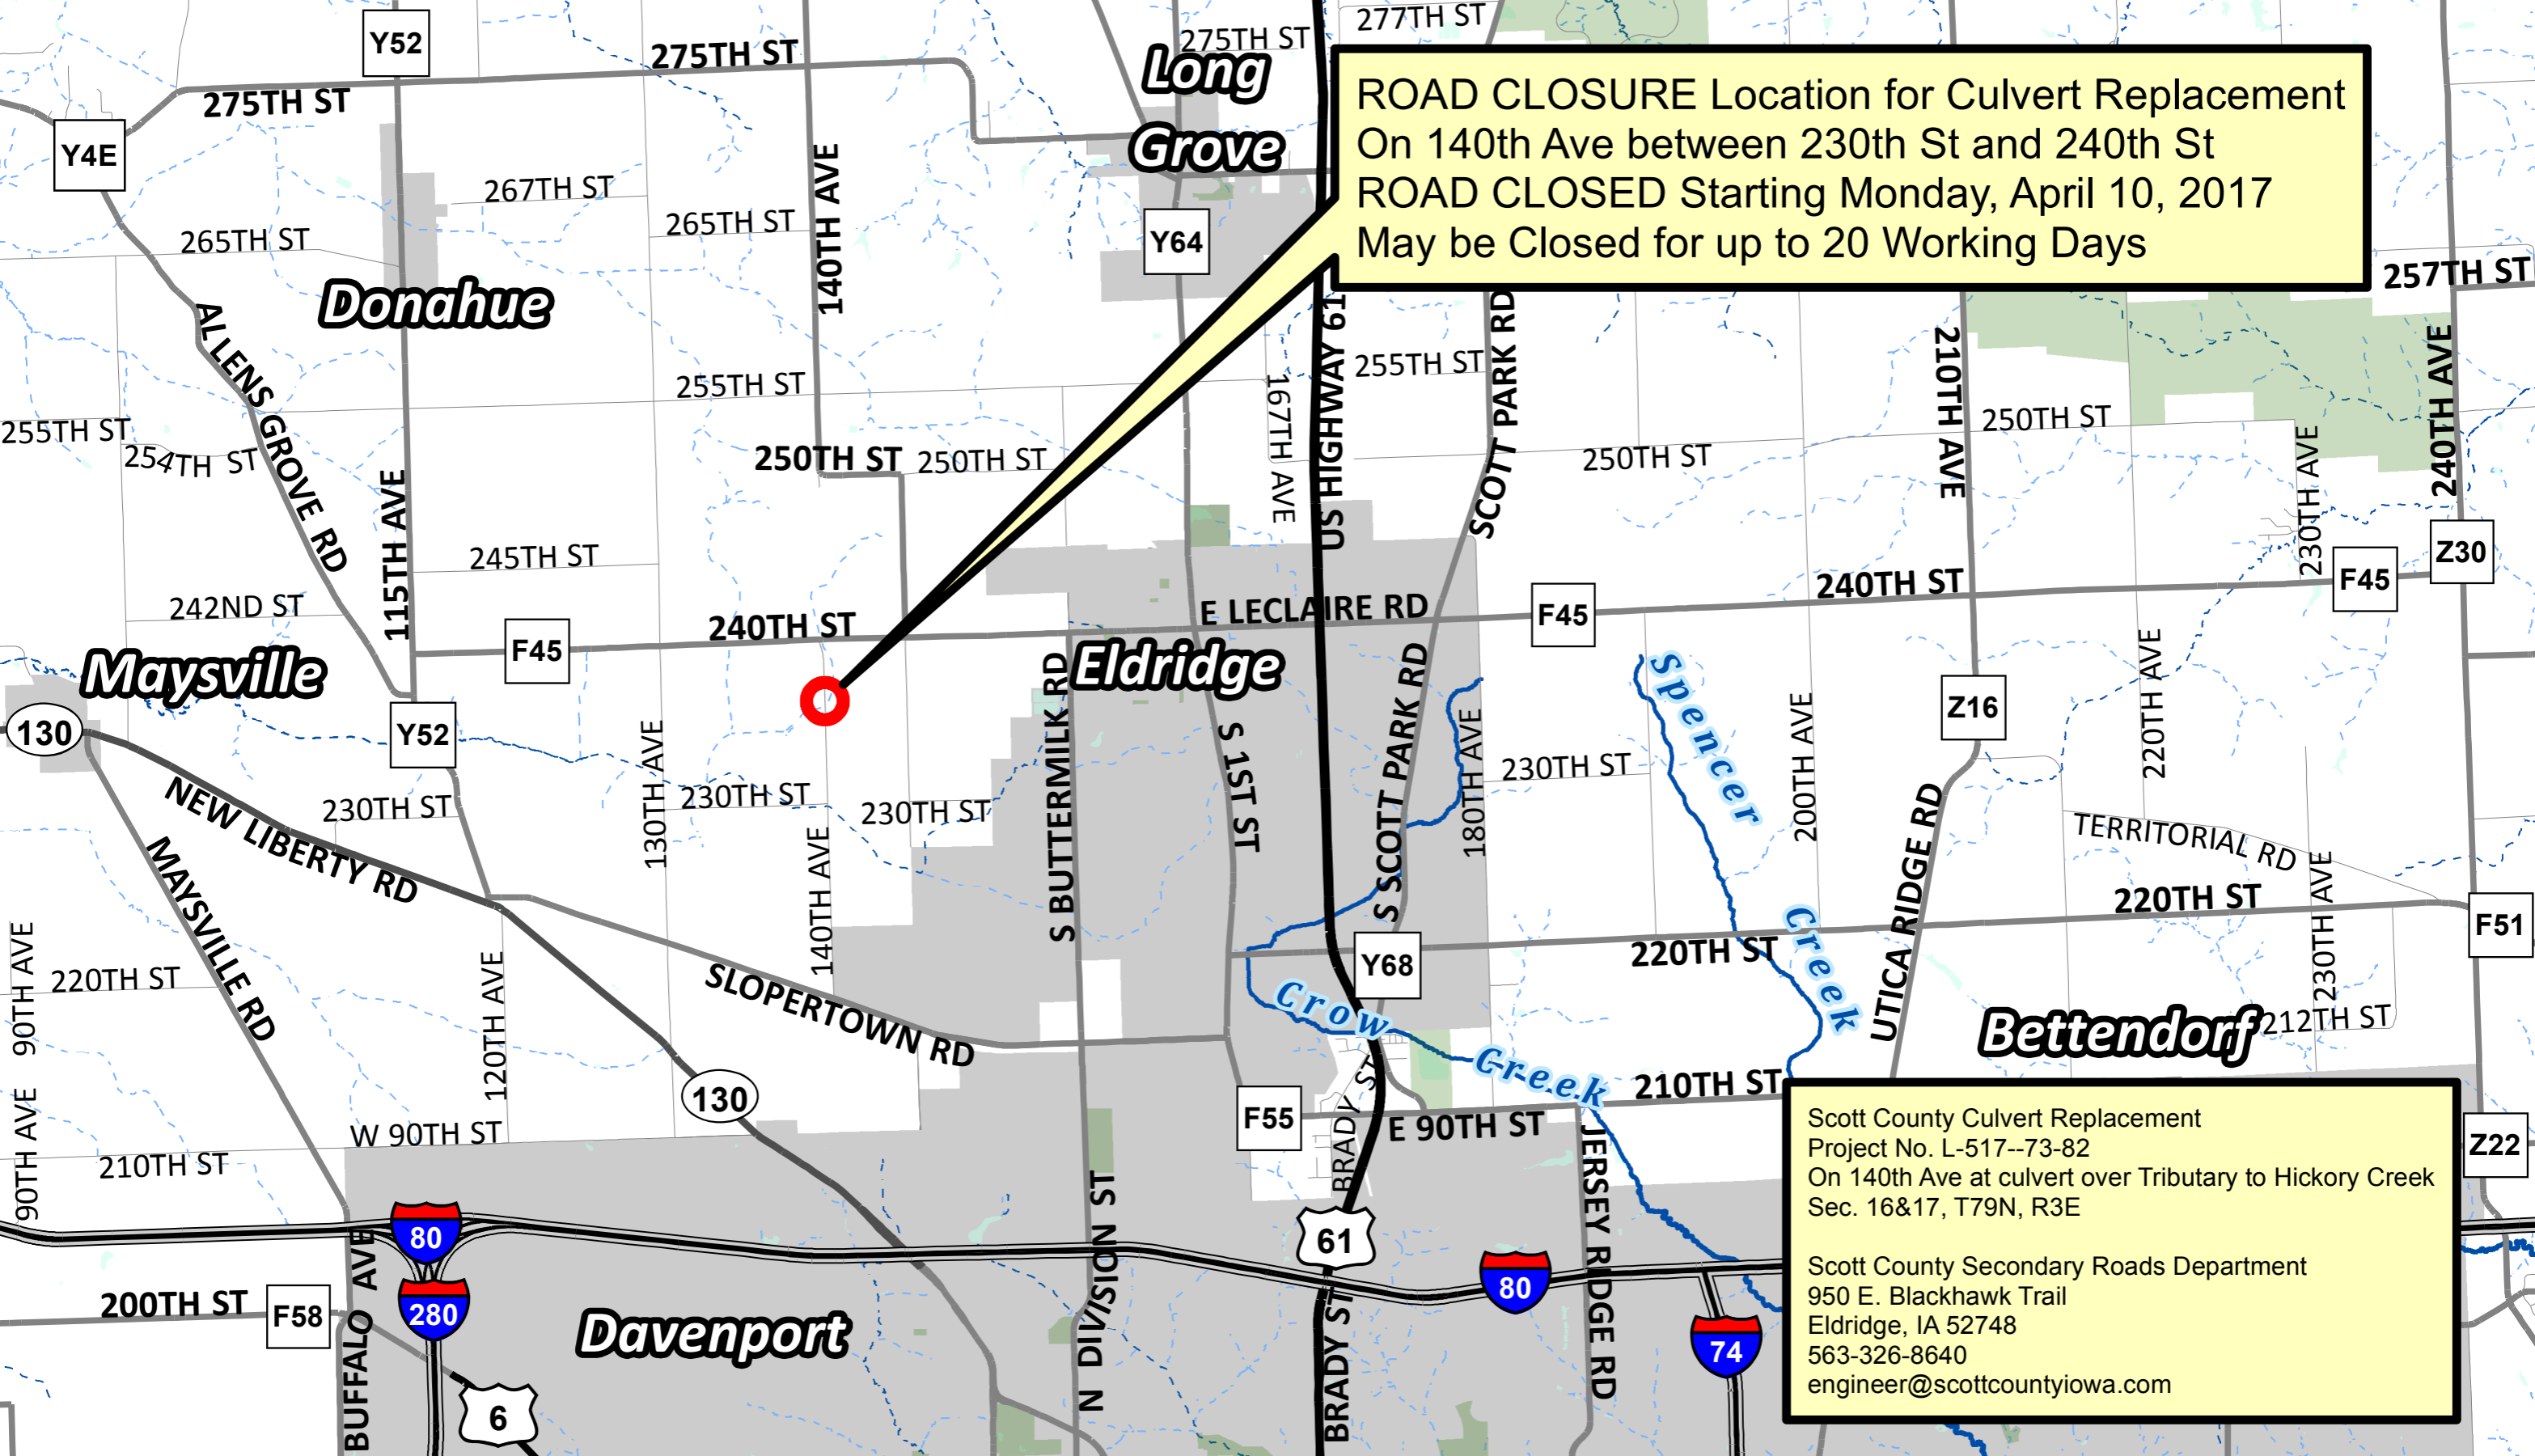 Y52
275TH ST
275TH ST
Y4E
267TH ST
265TH ST
265TH ST
140TH AVE
Donahue
ALLENS GROVE RD
255TH ST
255TH ST
254TH ST
115TH AVE
250TH ST
250TH ST
245TH ST
242ND ST
240TH ST
F45
Maysville
130
Y52
275TH ST
277TH ST
Long
Grove
Y64
ROAD CLOSURE Location for Culvert Replacement
On 140th Ave between 230th St and 240th St
ROAD CLOSED Starting Monday, April 10, 2017
May be Closed for up to 20 Working Days
257TH ST
US HIGHWAY 61
167TH AVE
255TH ST
SCOTT PARK RD
210TH AVE
240TH AVE
250TH ST
250TH ST
230TH AVE
Z30
F45
240TH ST
F45
E LECLAIRE RD
Eldridge
S BUTTERMILK RD
S 1ST ST
S SCOTT PARK RD
180TH AVE
Spencer
Creek
230TH ST
200TH AVE
Z16
220TH AVE
UTICA RIDGE RD
TERRITORIAL RD
220TH ST
220TH ST
230TH AVE
F51
212TH ST
Bettendorf
NEW LIBERTY RD
230TH ST
130TH AVE
230TH ST
230TH ST
140TH AVE
MAYSVILLE RD
90TH AVE
90TH AVE
220TH ST
120TH AVE
SLOPERTOWN RD
130
Y68
Crow
Creek
210TH ST
F55
BRADY ST
E 90TH ST
W 90TH ST
210TH ST
90TH AVE
JERSEY RIDGE RD
N DIVISION ST
Z22
80
280
61
80
74
BUFFALO AVE
200TH ST
F58
6
Davenport
BRADY ST
Scott County Culvert Replacement
Project No. L-517--73-82
On 140th Ave at culvert over Tributary to Hickory Creek
Sec. 16&17, T79N, R3E
Scott County Secondary Roads Department
950 E. Blackhawk Trail
Eldridge, IA 52748
563-326-8640
engineer@scottcountyiowa.com